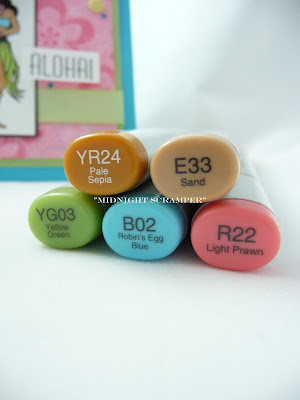 ALOHA!
YR24
Pale
Sepia
E33
Sand
"MIDNIGHT SCRAMPER"
YG03
Yellow
Green
B02
Robin's Egg
Blue
R22
Light Prawn